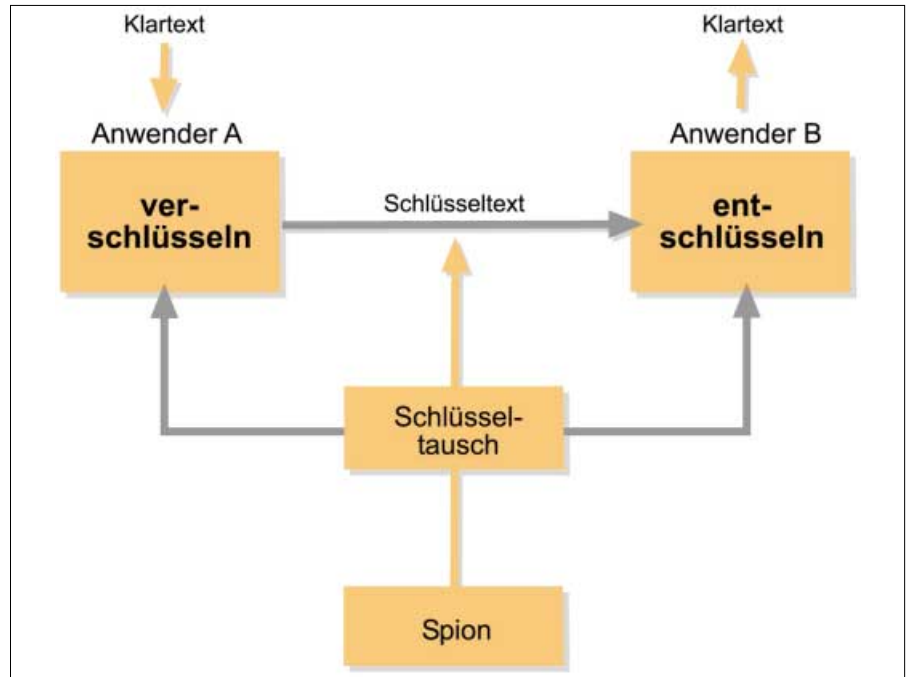 Klartext
Klartext
Anwender A
Anwender B
ver-
schlüsseln
Schlüsseltext
ent-
schlüsseln
Schlüssel-
tausch
Spion